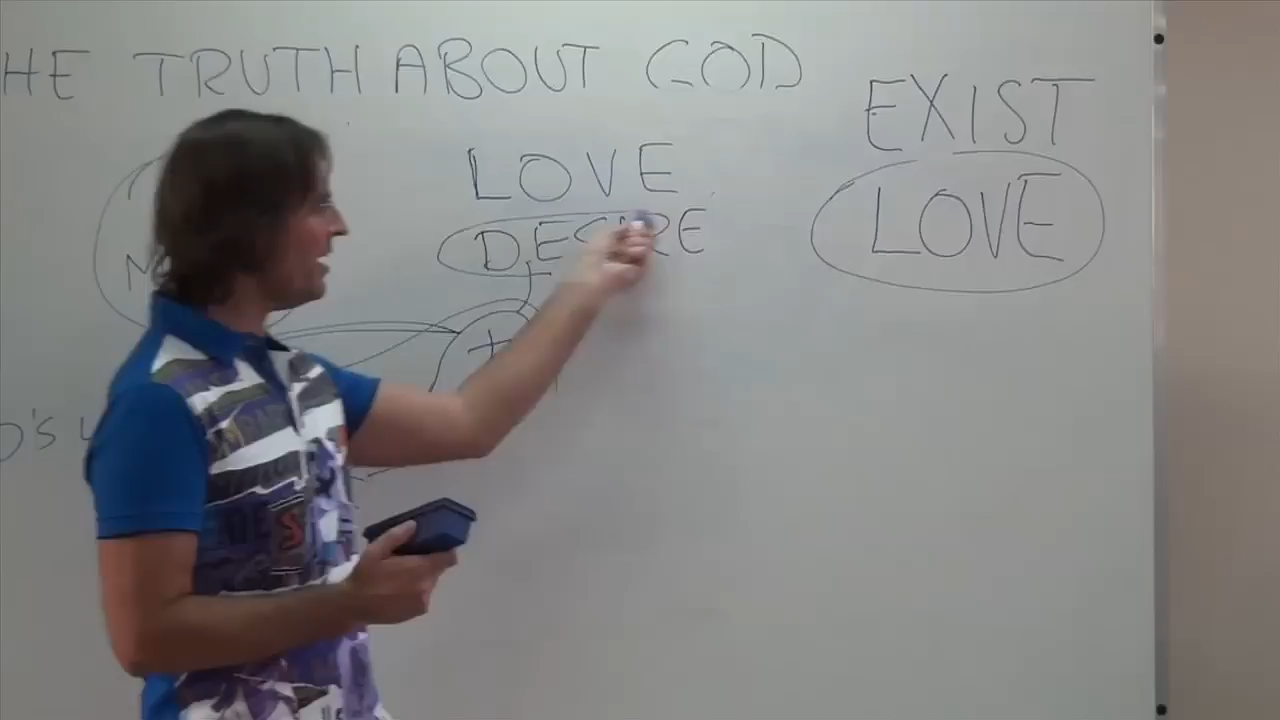 HE TRUTH ABOUT GOD
EXIST
LOVE
LOVE
DESIRE
+
O'S